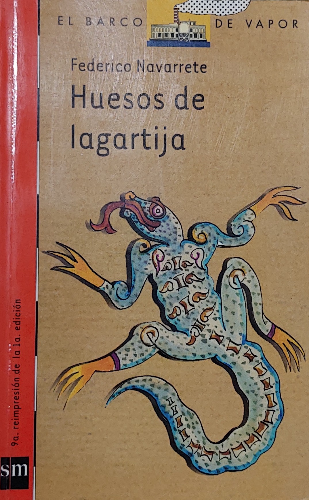 EL BARCO DE VAPOR
Federico Navarrete
Huesos de
lagartija
9a. reimpresión de la 1a. edición
sm